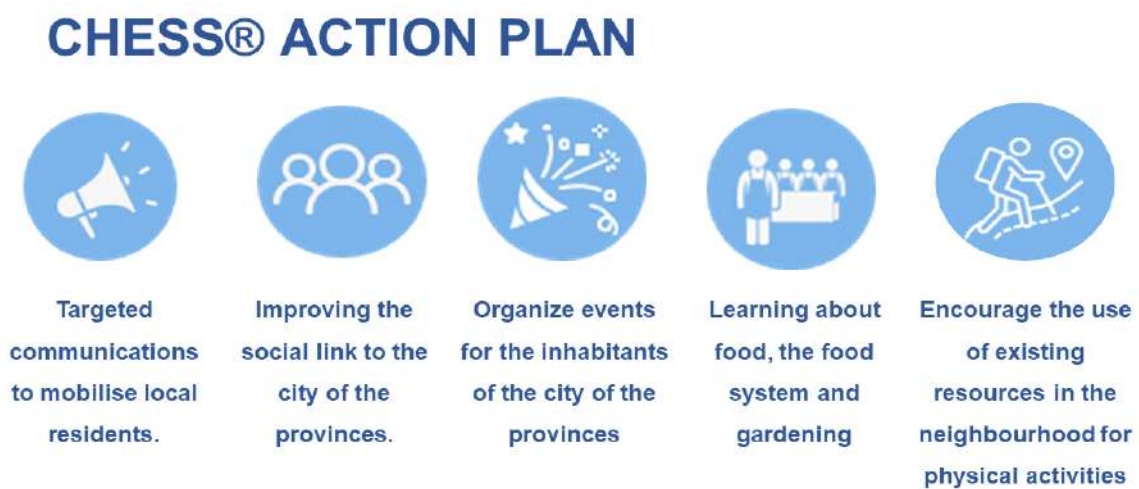 CHESS® ACTION PLAN
Targeted
communications
to mobilise local
residents.
Improving the
social link to the
city of the
provinces.
Organize events
for the inhabitants
of the city of the
provinces
Learning about
food, the food
system and
gardening
Encourage the use
of existing
resources in the
neighbourhood for
physical activities